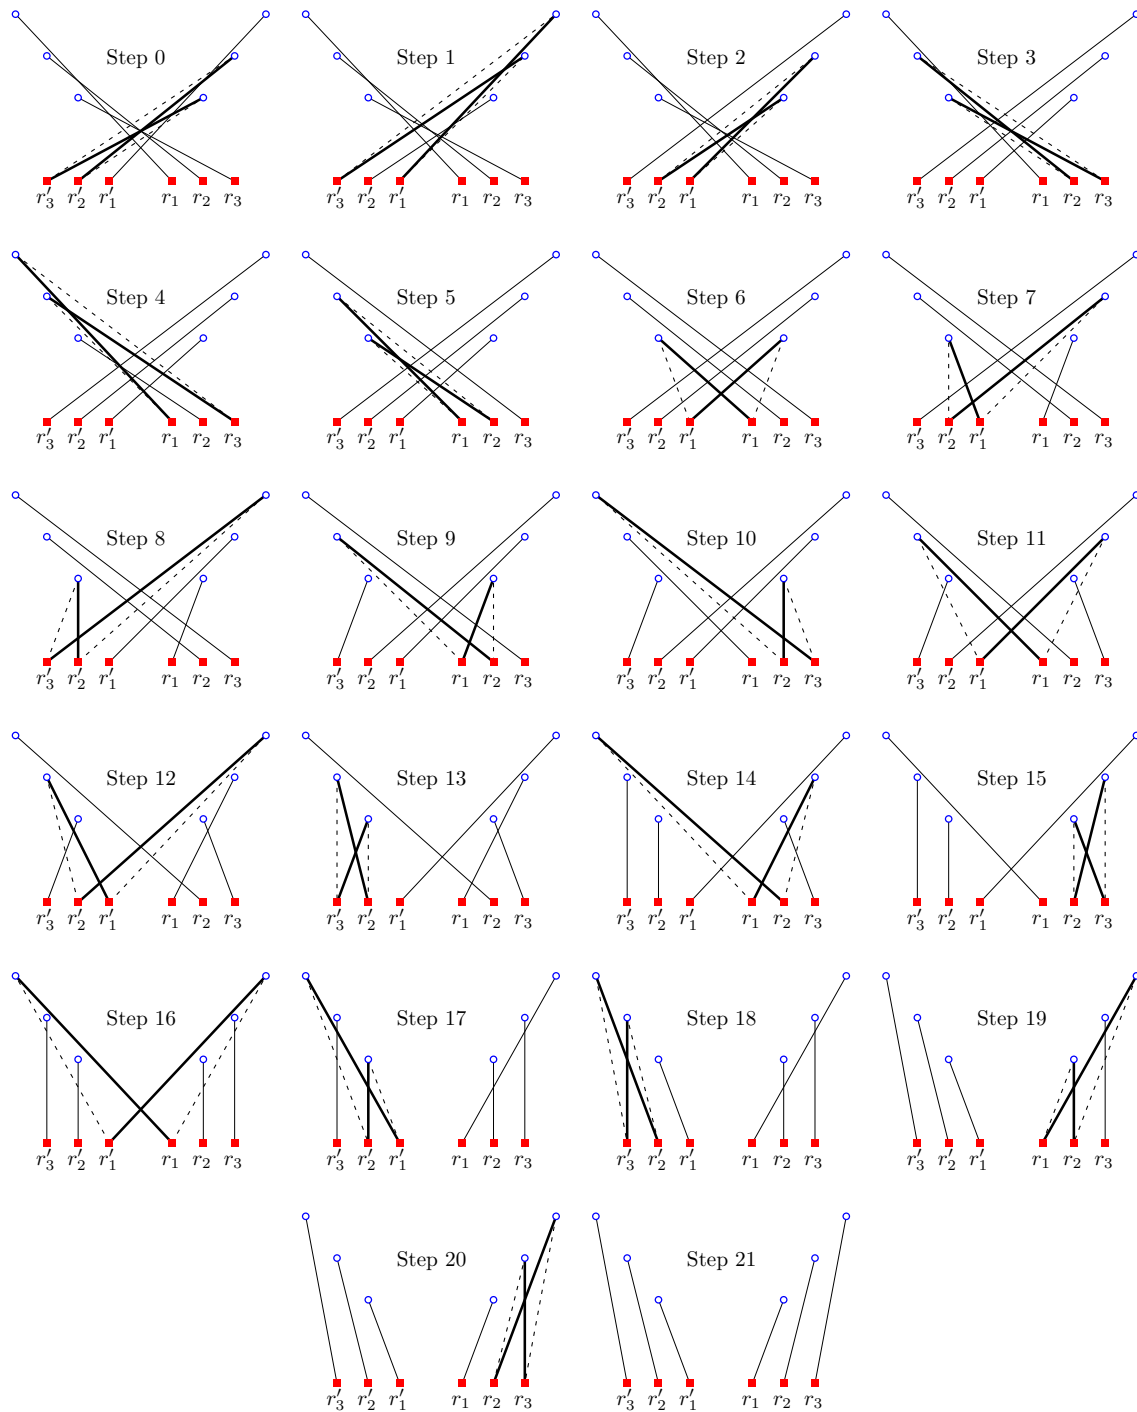 Step 0 Step 1 Step 2 Step 3
r′3 r′2 r′1 r1 r2 r3 r′3 r′2 r′1 r1 r2 r3 r′3 r′2 r′1 r1 r2 r3 r′3 r′2 r′1 r1 r2 r3
Step 4 Step 5 Step 6 Step 7
r′3 r′2 r′1 r1 r2 r3 r′3 r′2 r′1 r1 r2 r3 r′3 r′2 r′1 r1 r2 r3 r′3 r′2 r′1 r1 r2 r3
Step 8 Step 9 Step 10 Step 11
r′3 r′2 r′1 r1 r2 r3 r′3 r′2 r′1 r1 r2 r3 r′3 r′2 r′1 r1 r2 r3 r′3 r′2 r′1 r1 r2 r3
Step 12 Step 13 Step 14 Step 15
r′3 r′2 r′1 r1 r2 r3 r′3 r′2 r′1 r1 r2 r3 r′3 r′2 r′1 r1 r2 r3 r′3 r′2 r′1 r1 r2 r3
Step 16 Step 17 Step 18 Step 19
r′3 r′2 r′1 r1 r2 r3 r′3 r′2 r′1 r1 r2 r3 r′3 r′2 r′1 r1 r2 r3 r′3 r′2 r′1 r1 r2 r3
Step 20 Step 21
r′3 r′2 r′1 r1 r2 r3 r′3 r′2 r′1 r1 r2 r3